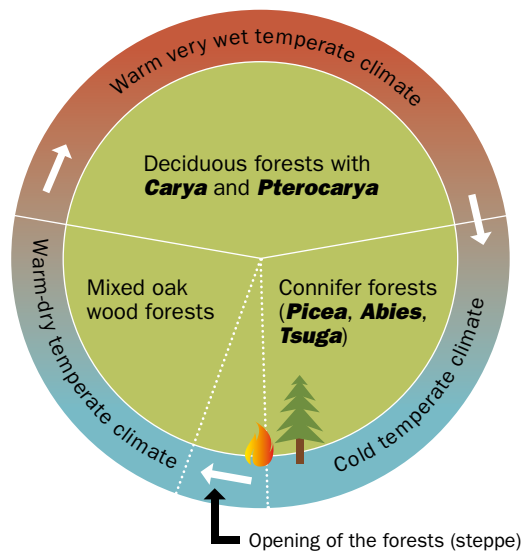 Warm very wet temperate climate
Deciduous forests with
Carya and Pterocarya
Warm-dry temperate climate
Mixed oak
wood forests
Connifer forests
(Picea, Abies,
Tsuga)
Cold temperate climate
Opening of the forests (steppe)